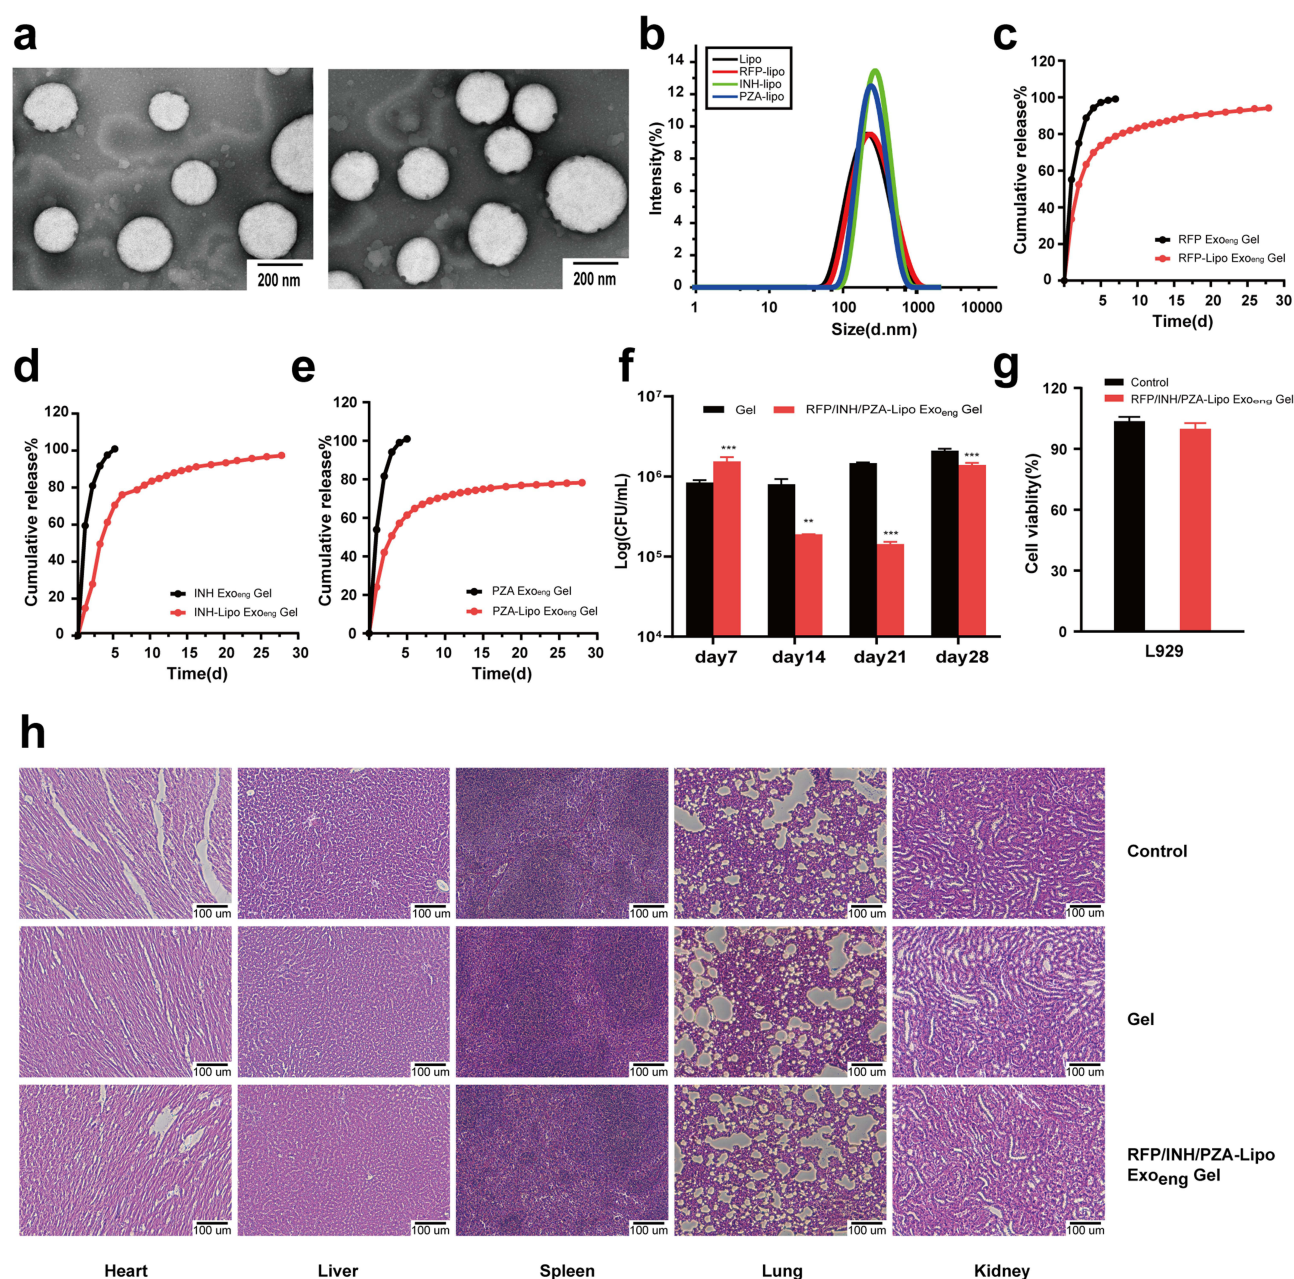 a
200 nm
200 nm
b
Lipo
RFP-lipo
INH-lipo
PZA-lipo
Intensity(%)
14
12
10
8
6
4
2
0
1 10 100 1000 10000
Size(d.nm)
c
Cumulative release%
120
100
80
60
40
20
0
RFP Exoeng Gel
RFP-Lipo Exoeng Gel
5 10 15 20 25 30
Time(d)
d
Cumulative release%
120
100
80
60
40
20
0
INH Exoeng Gel
INH-Lipo Exoeng Gel
5 10 15 20 25 30
Time(d)
e
Cumulative release%
120
100
80
60
40
20
0
PZA Exoeng Gel
PZA-Lipo Exoeng Gel
5 10 15 20 25 30
Time(d)
f
Log(CFU/mL)
10⁷
10⁶
10⁵
10⁴
Gel RFP/INH/PZA-Lipo Exoeng Gel
***
**
***
***
day7 day14 day21 day28
g
Cell viablity(%)
120
90
60
30
0
Control
RFP/INH/PZA-Lipo Exoeng Gel
L929
h
100 um 100 um 100 um 100 um 100 um
Control
100 um 100 um 100 um 100 um 100 um
Gel
100 um 100 um 100 um 100 um 100 um
RFP/INH/PZA-Lipo
Exoeng Gel
Heart Liver Spleen Lung Kidney